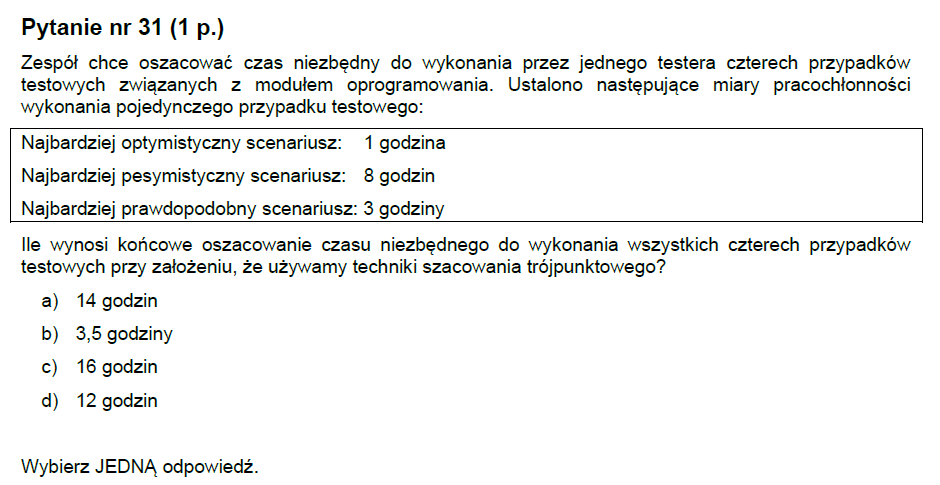 Pytanie nr 31 (1 p.)
Zespół chce oszacować czas niezbędny do wykonania przez jednego testera czterech przypadków
testowych związanych z modułem oprogramowania. Ustalono następujące miary pracochłonności
wykonania pojedynczego przypadku testowego:
Najbardziej optymistyczny scenariusz: 1 godzina
Najbardziej pesymistyczny scenariusz: 8 godzin
Najbardziej prawdopodobny scenariusz: 3 godziny
Ile wynosi końcowe oszacowanie czasu niezbędnego do wykonania wszystkich czterech przypadków
testowych przy założeniu, że używamy techniki szacowania trójpunktowego?
a) 14 godzin
b) 3,5 godziny
c) 16 godzin
d) 12 godzin
Wybierz JEDNĄ odpowiedź.